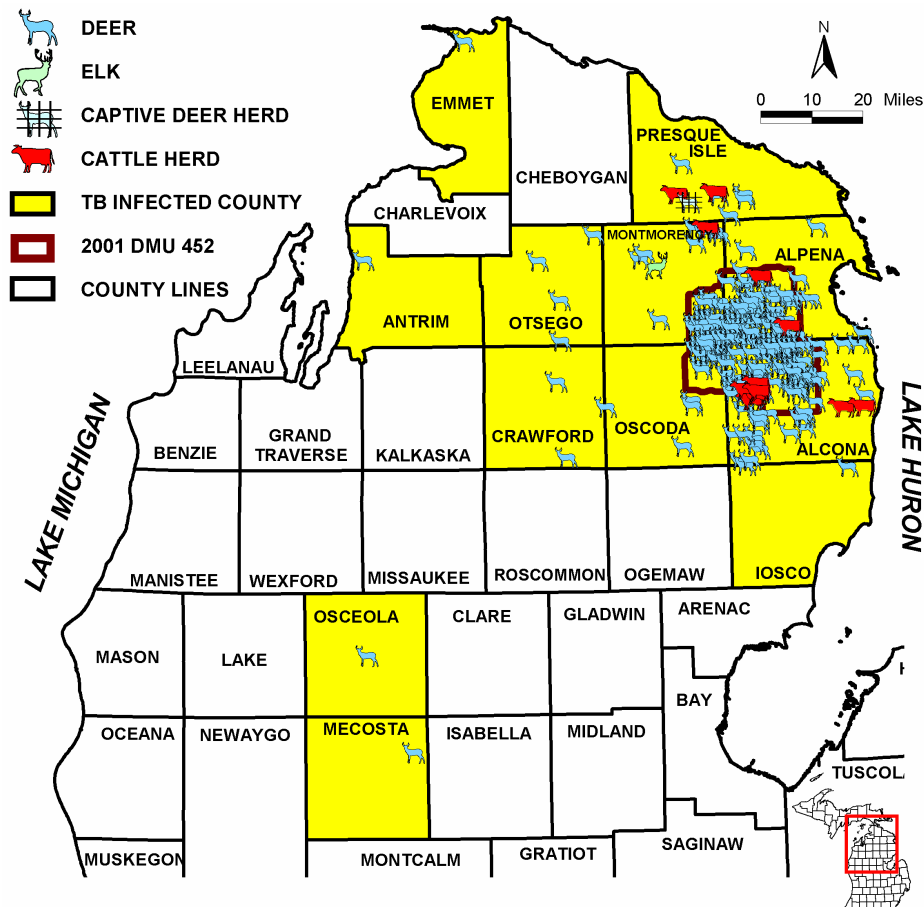 DEER
ELK
CAPTIVE DEER HERD
CATTLE HERD
TB INFECTED COUNTY
2001 DMU 452
COUNTY LINES
N
0 10 20 Miles
EMMET
PRESQUE
ISLE
CHEBOYGAN
CHARLEVOIX
MONTMORENCY
ALPENA
ANTRIM
OTSEGO
LEELANAU
LAKE MICHIGAN
LAKE HURON
BENZIE
GRAND
TRAVERSE
KALKASKA
CRAWFORD
OSCODA
ALCONA
MANISTEE
WEXFORD
MISSAUKEE
ROSCOMMON
OGEMAW
IOSCO
MASON
LAKE
OSCEOLA
CLARE
GLADWIN
ARENAC
BAY
OCEANA
NEWAYGO
MECOSTA
ISABELLA
MIDLAND
TUSCOL
MUSKEGON
MONTCALM
GRATIOT
SAGINAW